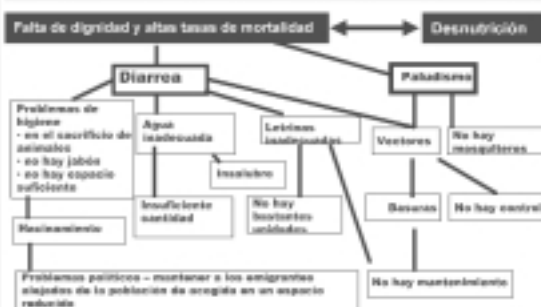 Falta de dignidad y altas tasas de mortalidad
Desnutrición
Diarrea
Paludismo
Problemas de
higiene
- en el sacrificio de
animales
- no hay jabón
- no hay espacio
suficiente
Agua
inadecuada
Letrinas
inadecuadas
Vectores
No hay
mosquiteros
Insalubre
Insuficiente
cantidad
No hay
bastantes
unidades
Basuras
No hay control
Hacinamiento
Problemas políticos – mantener a los emigrantes
alejados de la población de acogida en un espacio
reducido
No hay mantenimiento